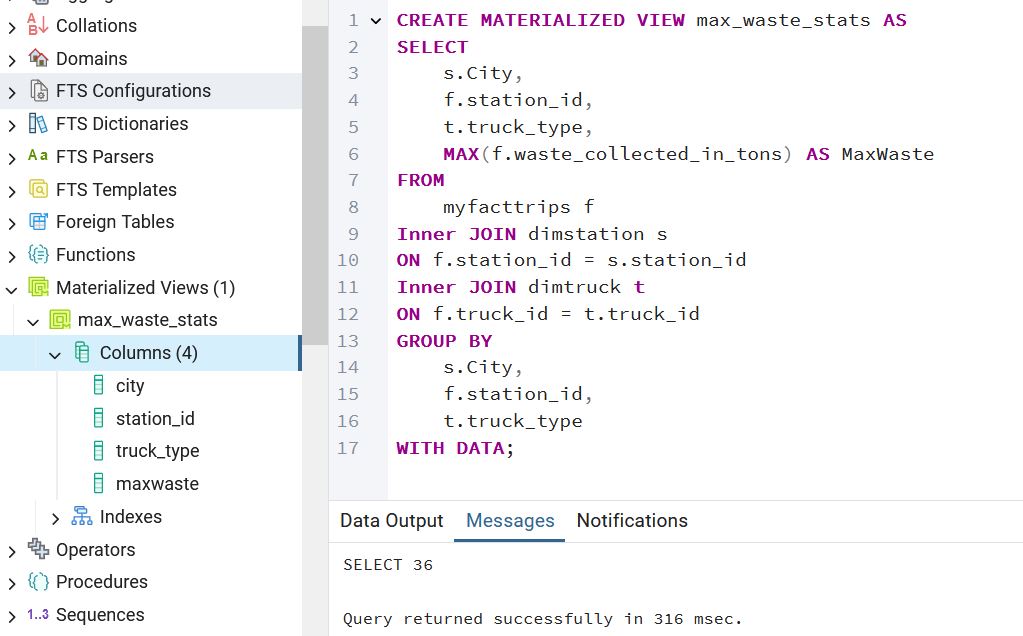 Collations
Domains
FTS Configurations
FTS Dictionaries
Aa FTS Parsers
FTS Templates
Foreign Tables
Functions
Materialized Views (1)
max_waste_stats
Columns (4)
city
station_id
truck_type
maxwaste
Indexes
Operators
Procedures
1..3 Sequences
1 CREATE MATERIALIZED VIEW max_waste_stats AS
2 SELECT
3 s.City,
4 f.station_id,
5 t.truck_type,
6 MAX(f.waste_collected_in_tons) AS MaxWaste
7 FROM
8 myfacttrips f
9 Inner JOIN dimstation s
10 ON f.station_id = s.station_id
11 Inner JOIN dimtruck t
12 ON f.truck_id = t.truck_id
13 GROUP BY
14 s.City,
15 f.station_id,
16 t.truck_type
17 WITH DATA;
Data Output Messages Notifications
SELECT 36
Query returned successfully in 316 msec.